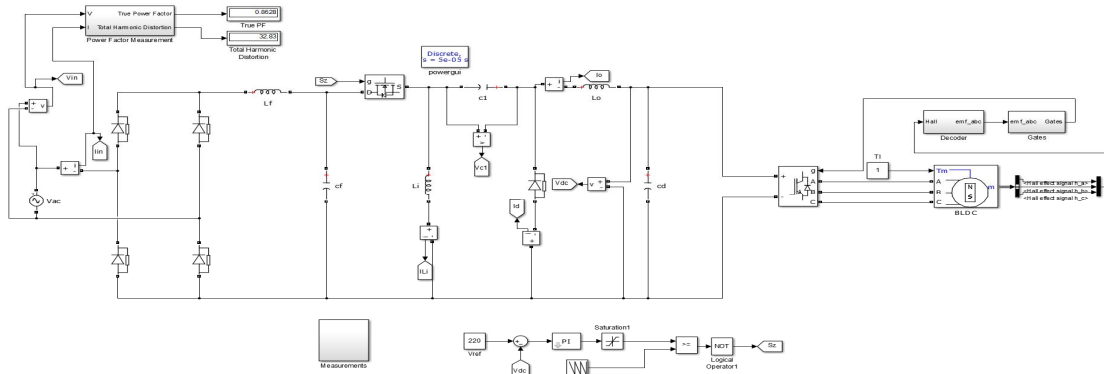 V
True Power Factor
I
Total Harmonic Distortion
Power Factor Measurement
0.8628
True PF
32.83
Total Harmonic
Distortion
Vin
+
-
v
Iin
+
-
i
Vac
Lf
cf
Sz
g
D
S
Discrete,
s = 5e-05 s
powergui
c1
Vc1
Li
ILi
Id
Io
Lo
Vdc
cd
+
-
g
A
B
C
TI
1
Hall
emf_abc
Decoder
emf_abc
Gates
Gates
Tm
m
A
C
N
S
BLDC
<Hall effect signal h_a>
<Hall effect signal h_b>
<Hall effect signal h_c>
Measurements
220
Vref
Vdc
PI
Saturation1
>=
NOT
Logical
Operator1
Sz